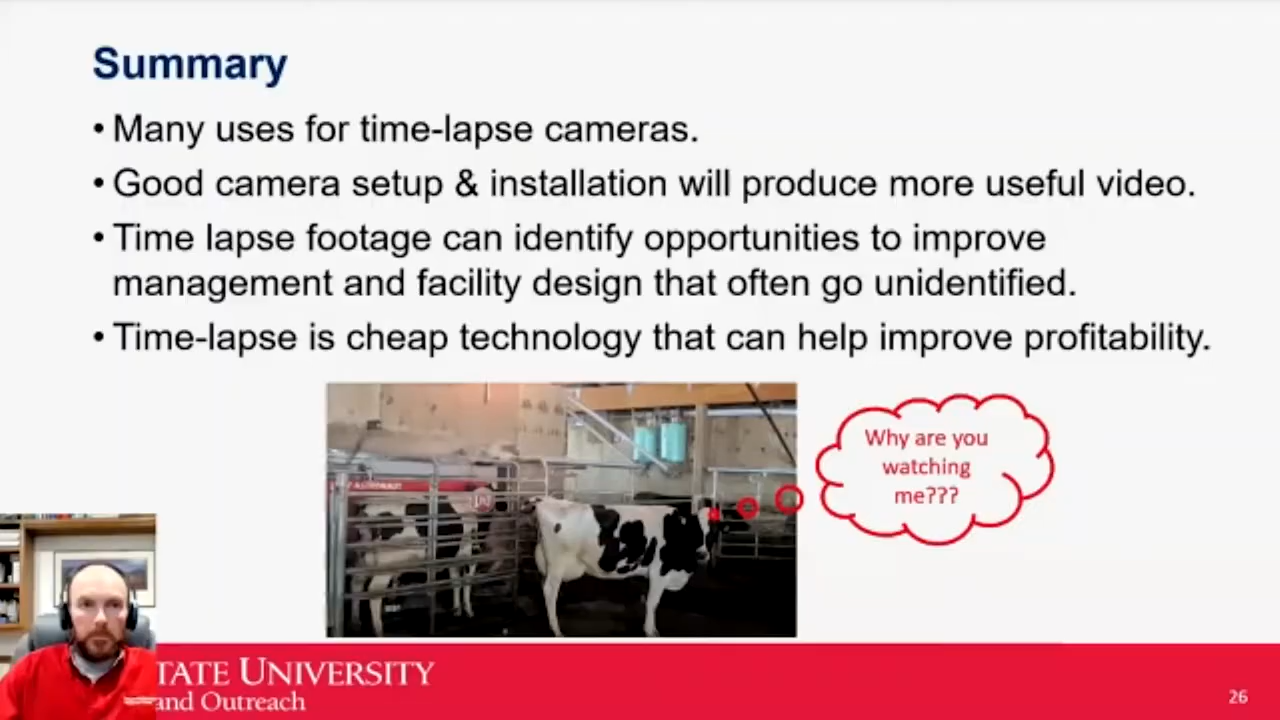 Summary
• Many uses for time-lapse cameras.
• Good camera setup & installation will produce more useful video.
• Time lapse footage can identify opportunities to improve
management and facility design that often go unidentified.
• Time-lapse is cheap technology that can help improve profitability.
Why are you
watching
me???
TATE UNIVERSITY
and Outreach
26